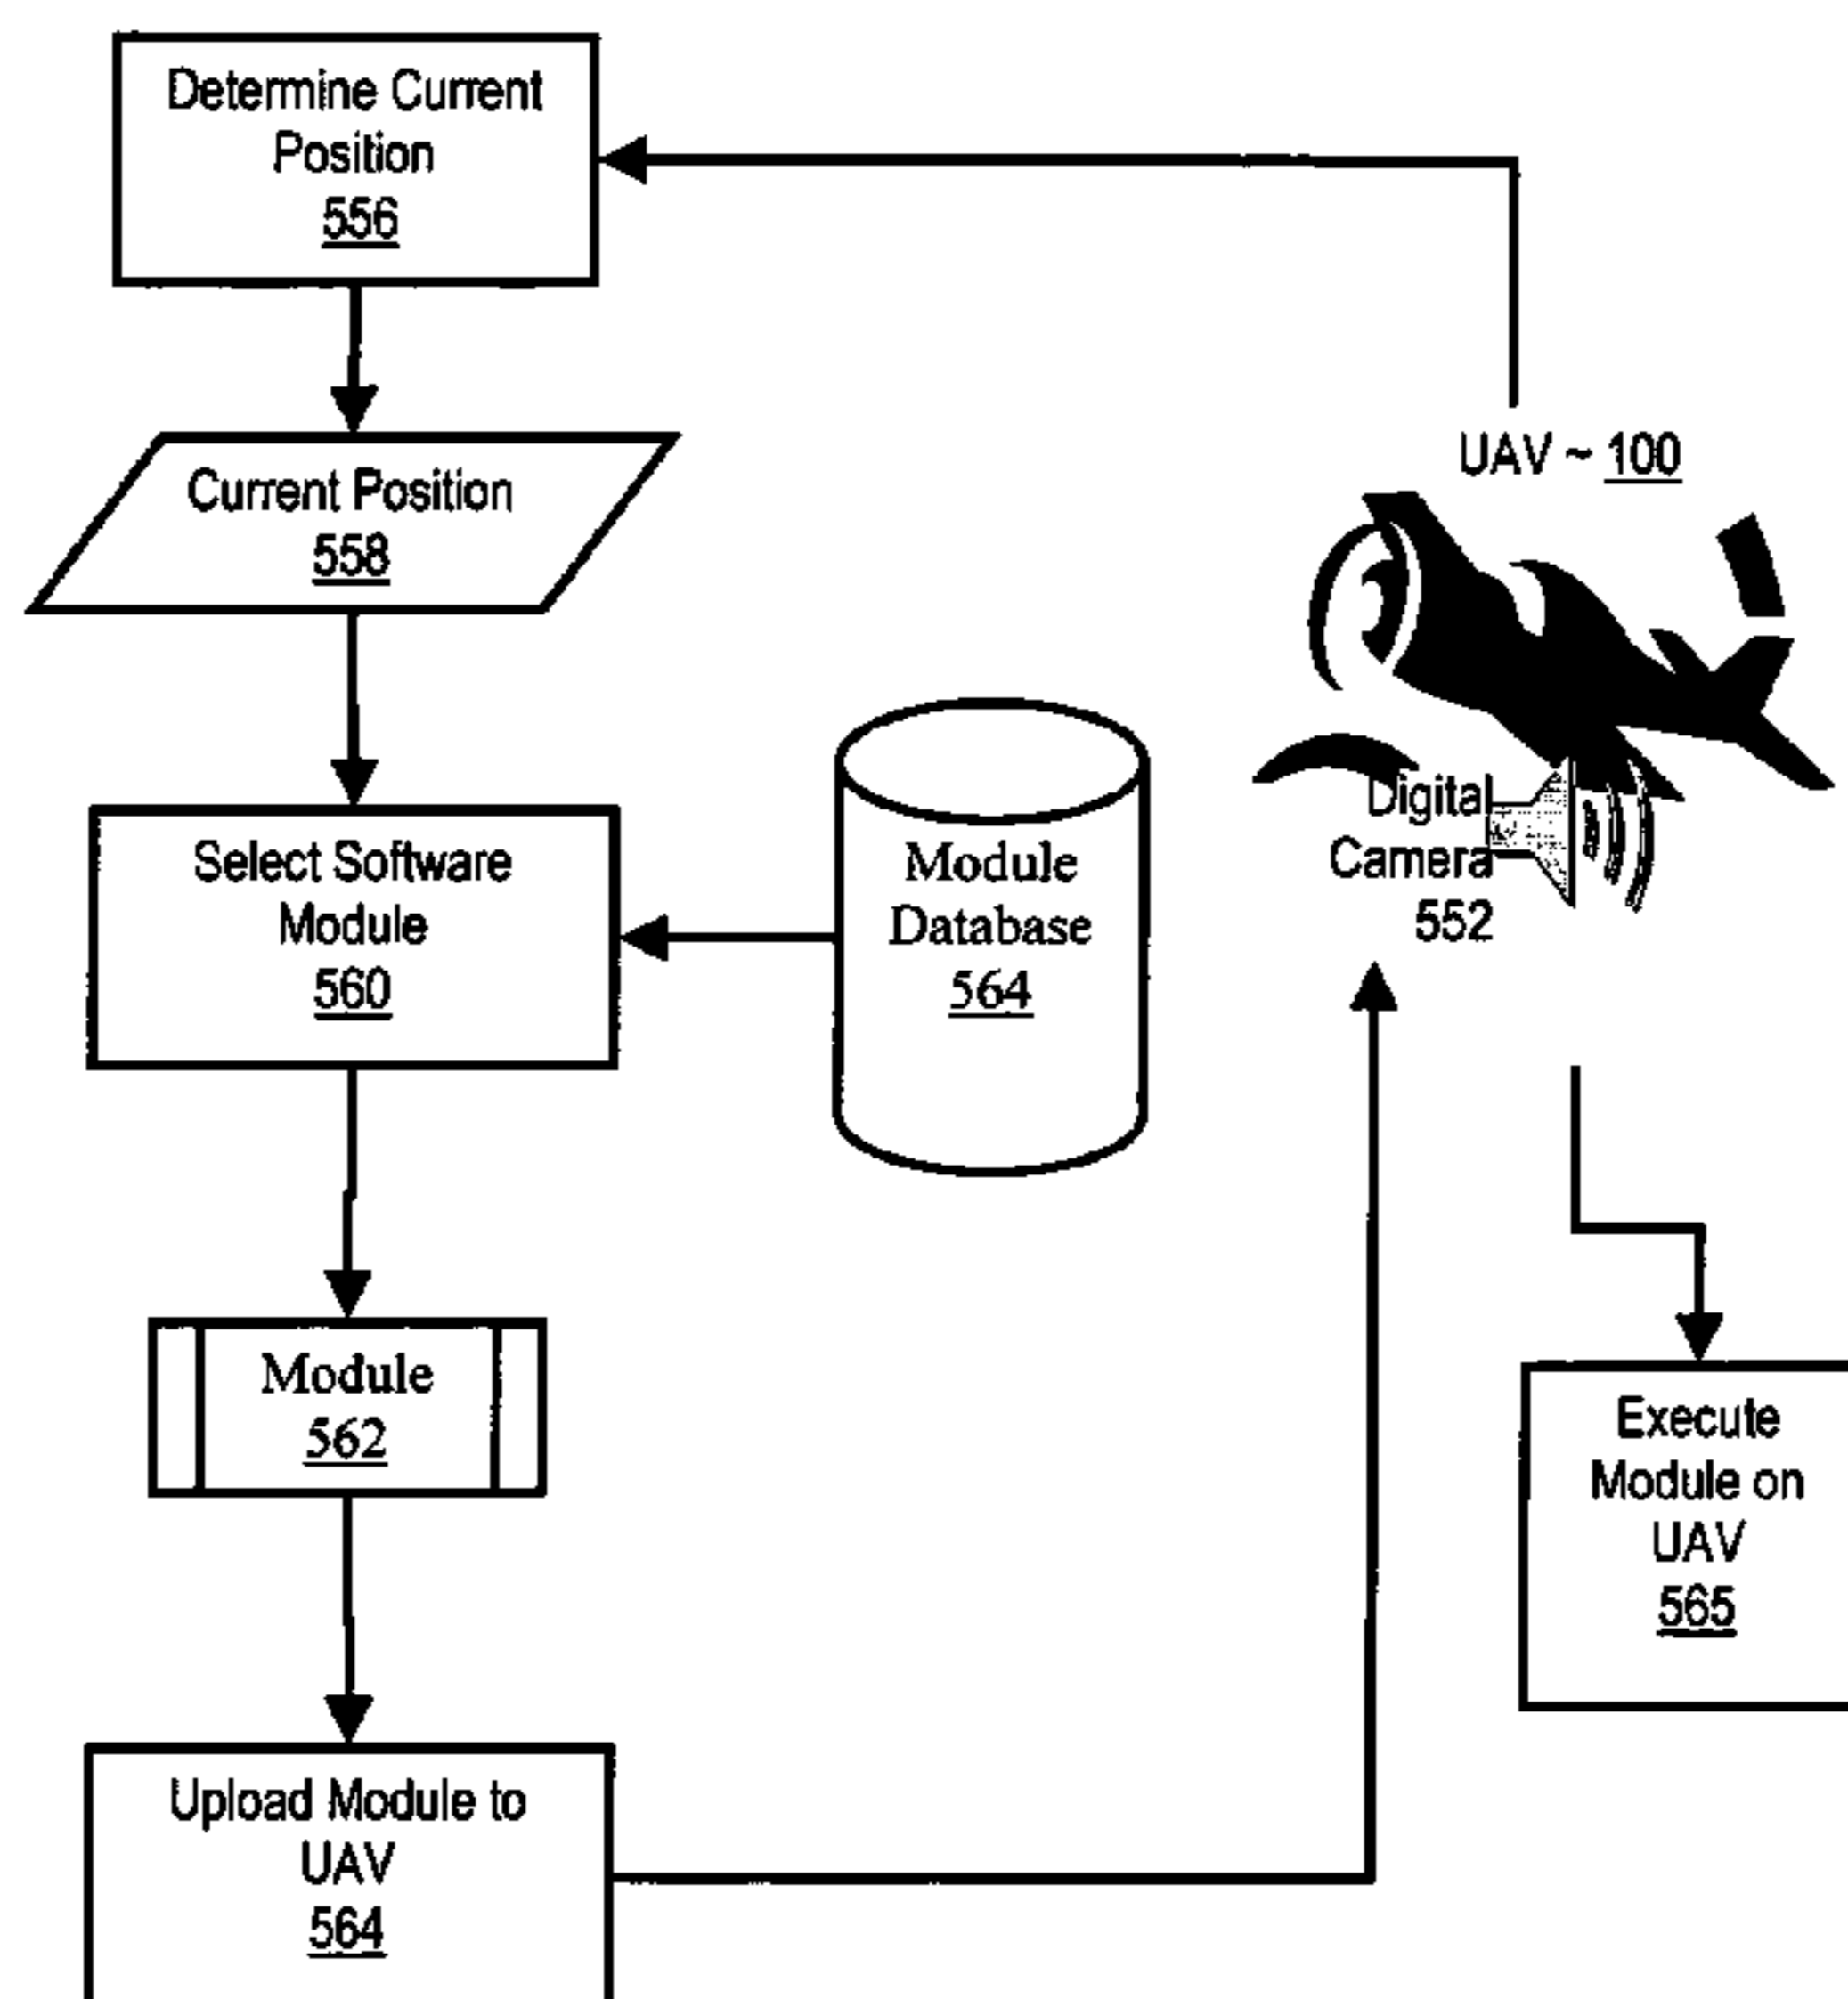 Determine Current
Position
556
Current Position
558
UAV ~ 100
Select Software
Module
560
Module
Database
564
Digital
Camera
552
Module
562
Execute
Module on
UAV
565
Upload Module to
UAV
564